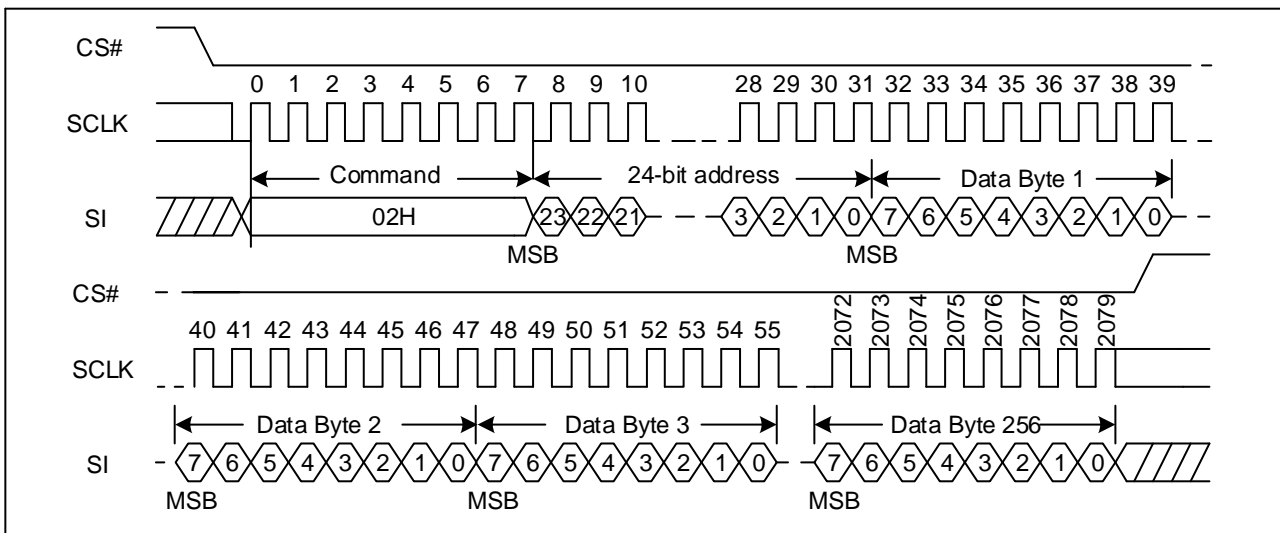 CS#
0 1 2 3 4 5 6 7 8 9 10 28 29 30 31 32 33 34 35 36 37 38 39
SCLK
Command 24-bit address Data Byte 1
SI 02H 23 22 21 3 2 1 0 7 6 5 4 3 2 1 0
MSB MSB
CS#
40 41 42 43 44 45 46 47 48 49 50 51 52 53 54 55 2072 2073 2074 2075 2076 2077 2078 2079
SCLK
Data Byte 2 Data Byte 3 Data Byte 256
SI 7 6 5 4 3 2 1 0 7 6 5 4 3 2 1 0 7 6 5 4 3 2 1 0
MSB MSB MSB